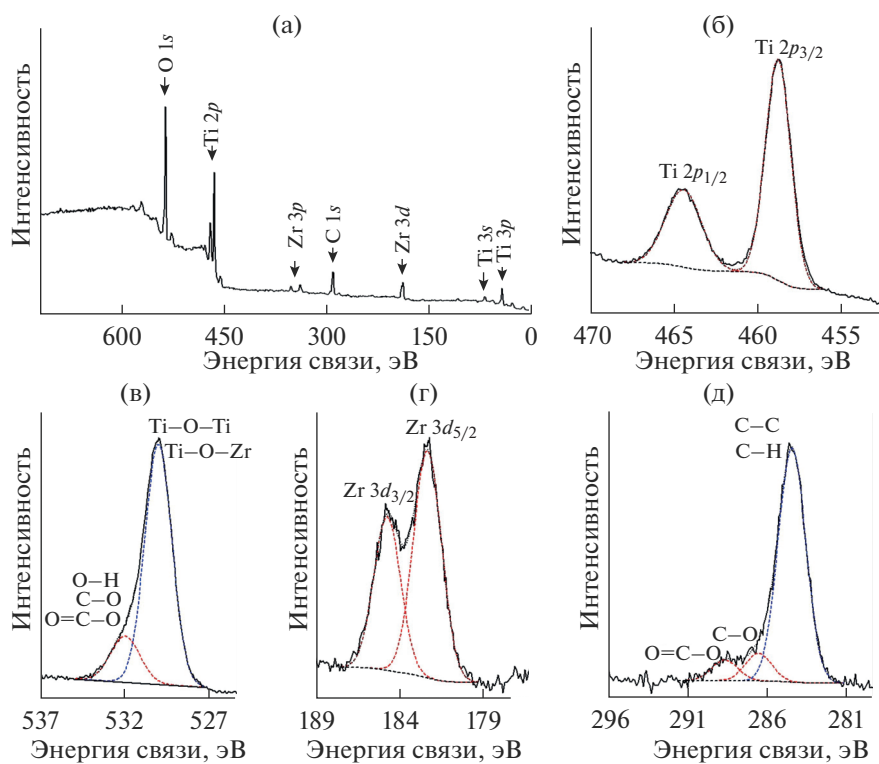 (а)
Интенсивность
O 1s
Ti 2p
Zr 3p
C 1s
Zr 3d
Ti 3s
Ti 3p
600 450 300 150 0
Энергия связи, эВ
(б)
Интенсивность
Ti 2p3/2
Ti 2p1/2
470 465 460 455
Энергия связи, эВ
(в)
Интенсивность
Ti–O–Ti
Ti–O–Zr
O–H
C–O
O=C–O
537 532 527
Энергия связи, эВ
(г)
Интенсивность
Zr 3d5/2
Zr 3d3/2
189 184 179
Энергия связи, эВ
(д)
Интенсивность
C–C
C–H
C–O
O=C–O
296 291 286 281
Энергия связи, эВ